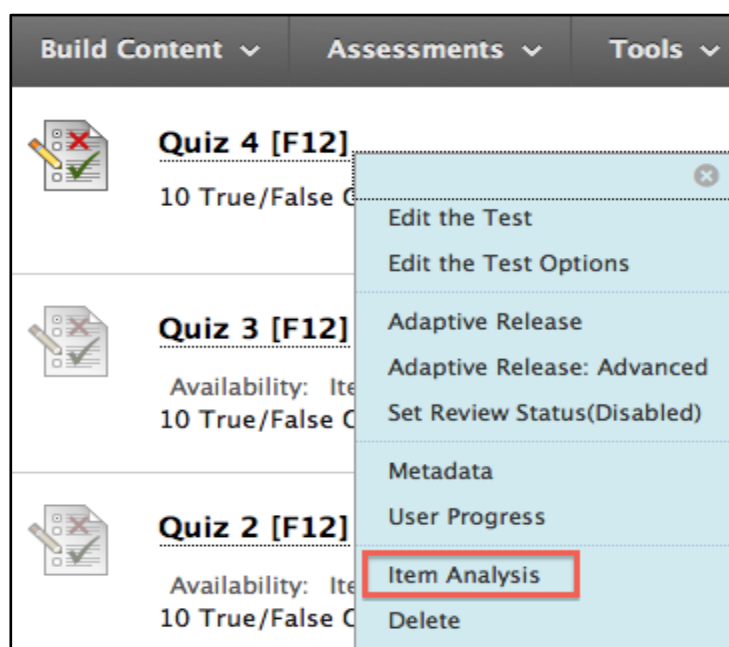 Build Content Assessments Tools
Quiz 4 [F12]
10 True/False
Edit the Test
Edit the Test Options
Quiz 3 [F12]
Adaptive Release
Availability:
Adaptive Release: Advanced
10 True/False
Set Review Status(Disabled)
Metadata
User Progress
Quiz 2 [F12]
Item Analysis
Availability:
10 True/False
Delete